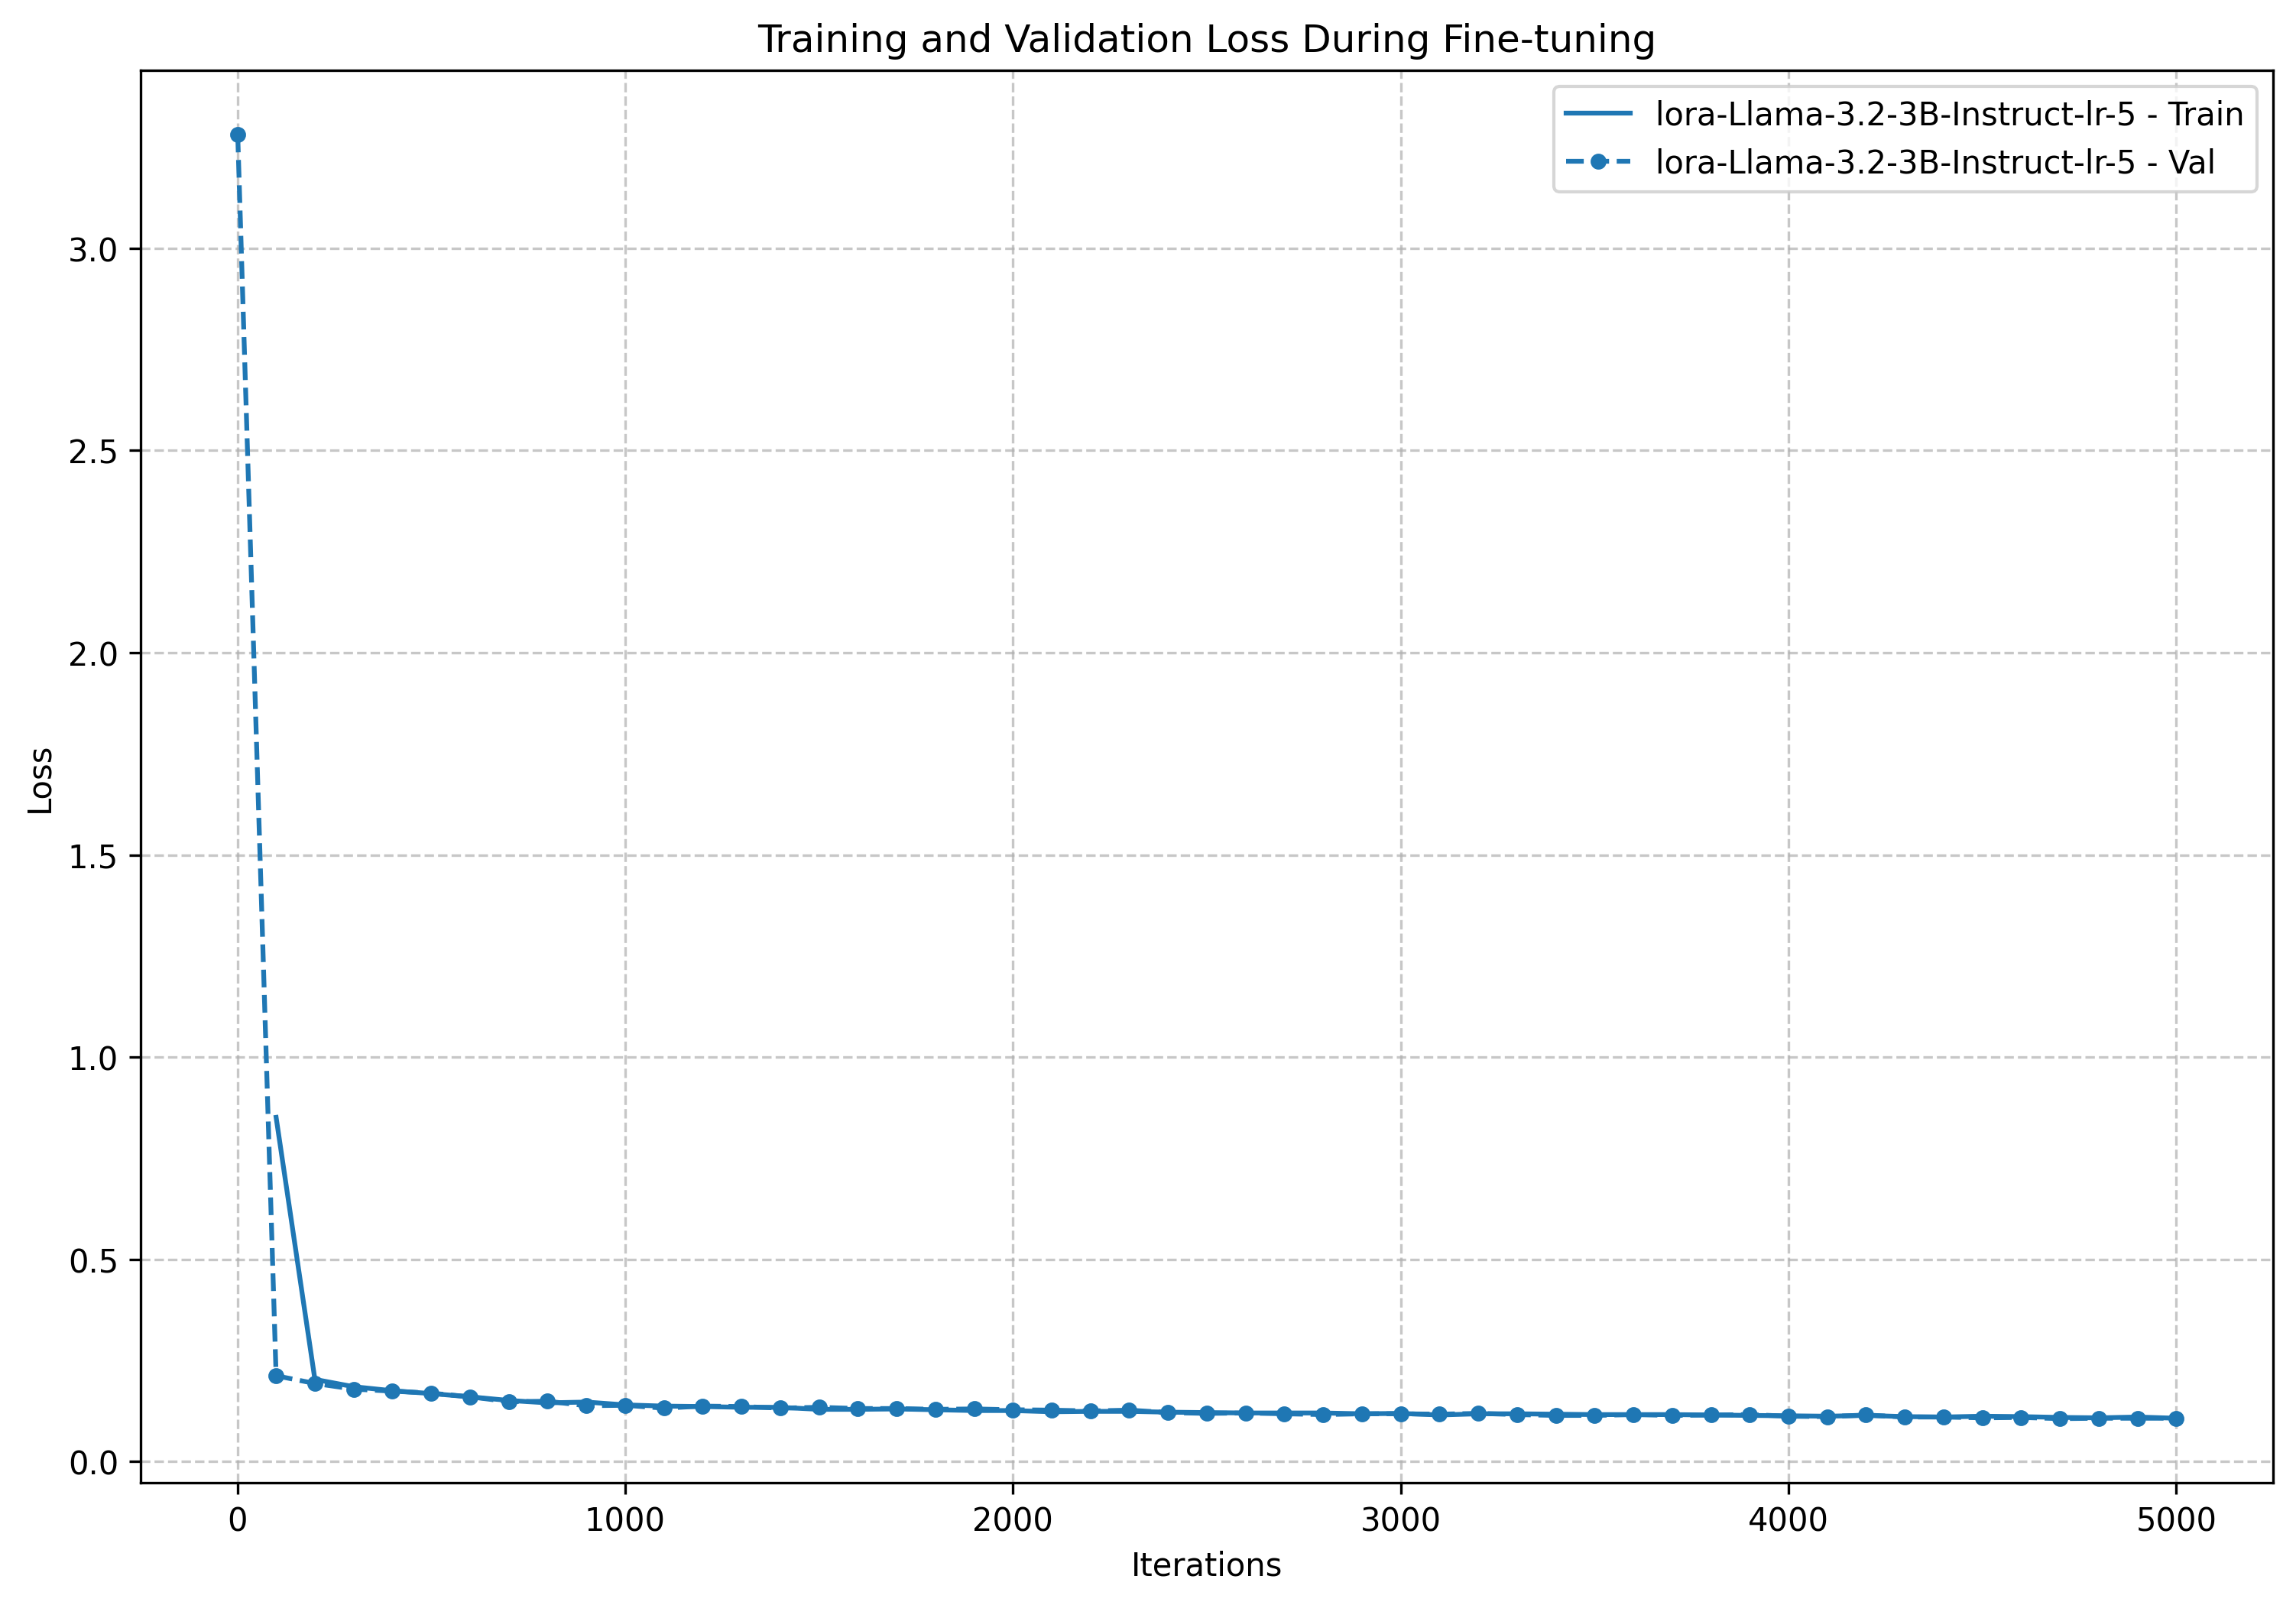 Training and Validation Loss During Fine-tuning
lora-Llama-3.2-3B-Instruct-lr-5 - Train
lora-Llama-3.2-3B-Instruct-lr-5 - Val
Loss
3.0
2.5
2.0
1.5
1.0
0.5
0.0
0 1000 2000 3000 4000 5000
Iterations